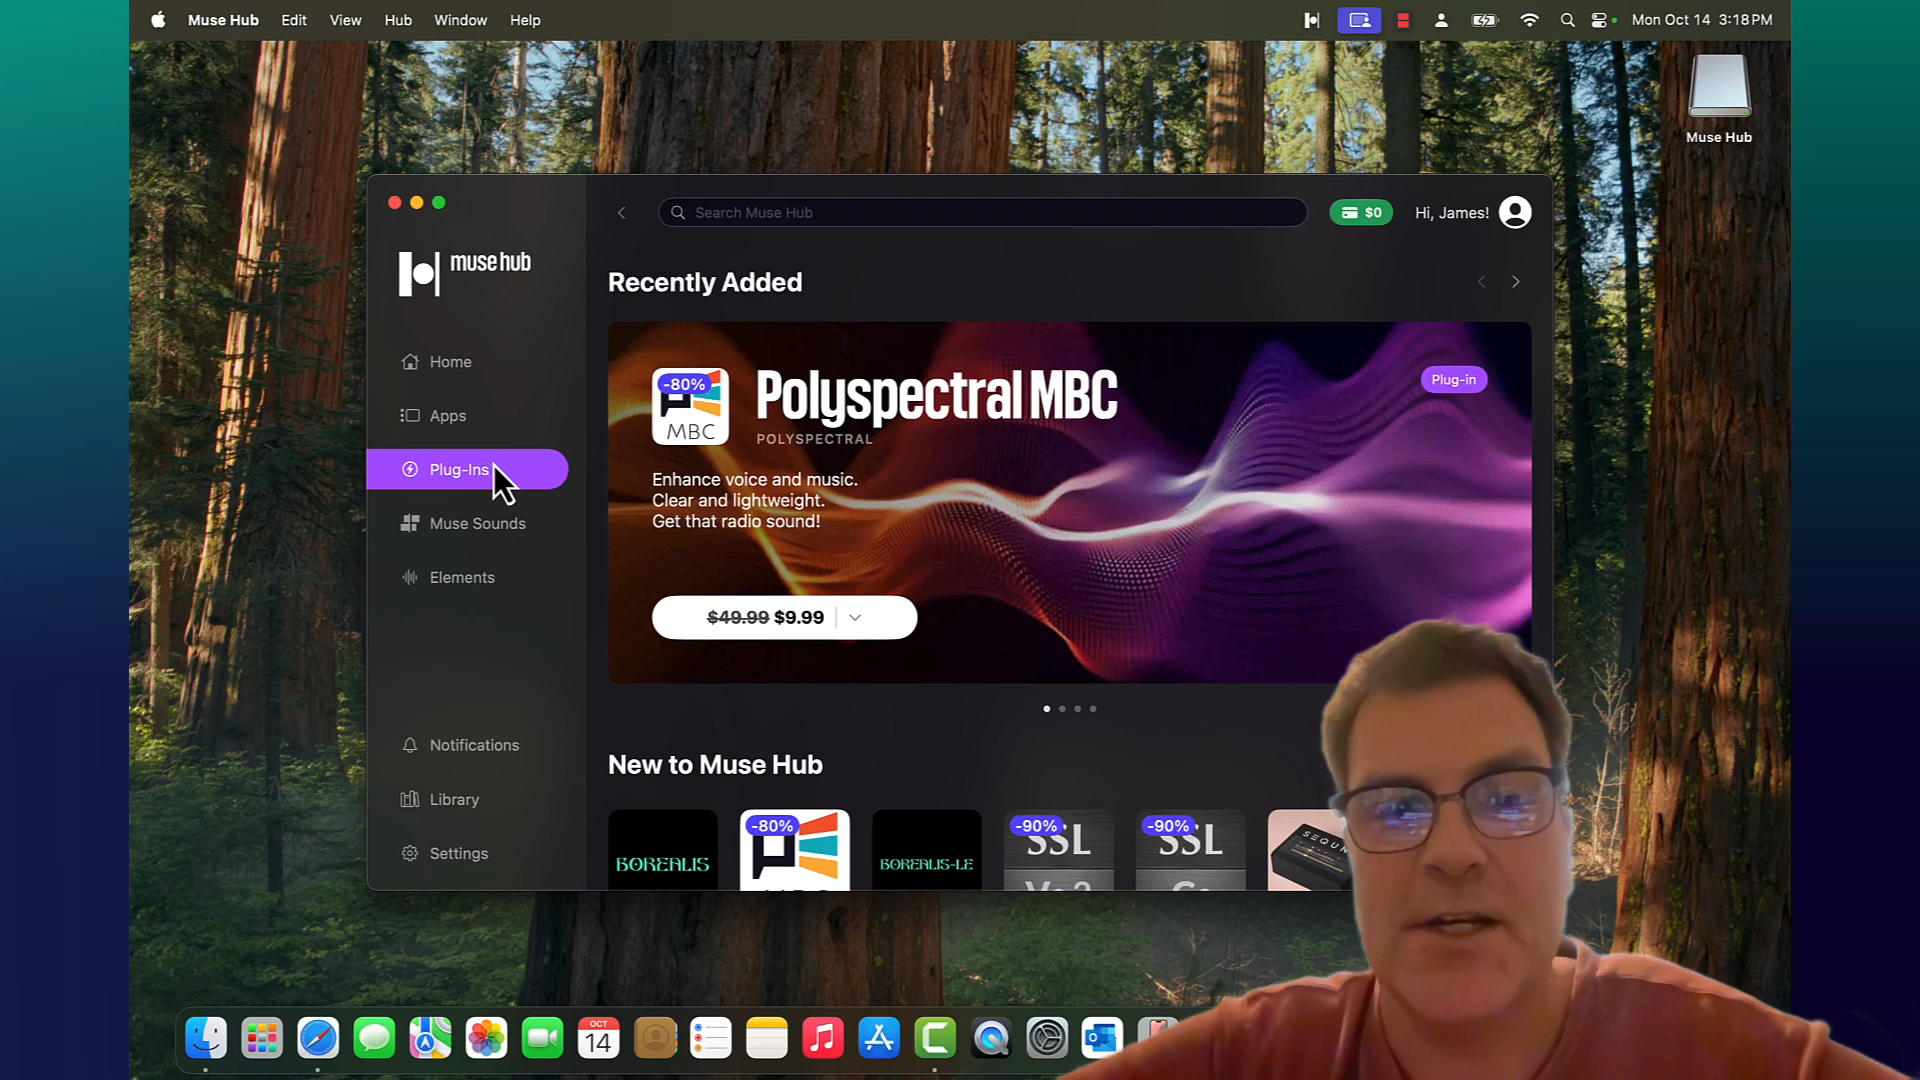 Muse Hub Edit View Hub Window Help
Mon Oct 14 3:18 PM
Muse Hub
Search Muse Hub
$0
Hi, James!
muse hub
Home
Apps
Plug-Ins
Muse Sounds
Elements
Notifications
Library
Settings
Recently Added
-80%
MBC
Polyspectral MBC
POLYSPECTRAL
Plug-in
Enhance voice and music.
Clear and lightweight.
Get that radio sound!
$49.99 $9.99
New to Muse Hub
BOREALIS
-80%
BOREALIS-LE
-90%
SSL
-90%
SSL
OCT
14